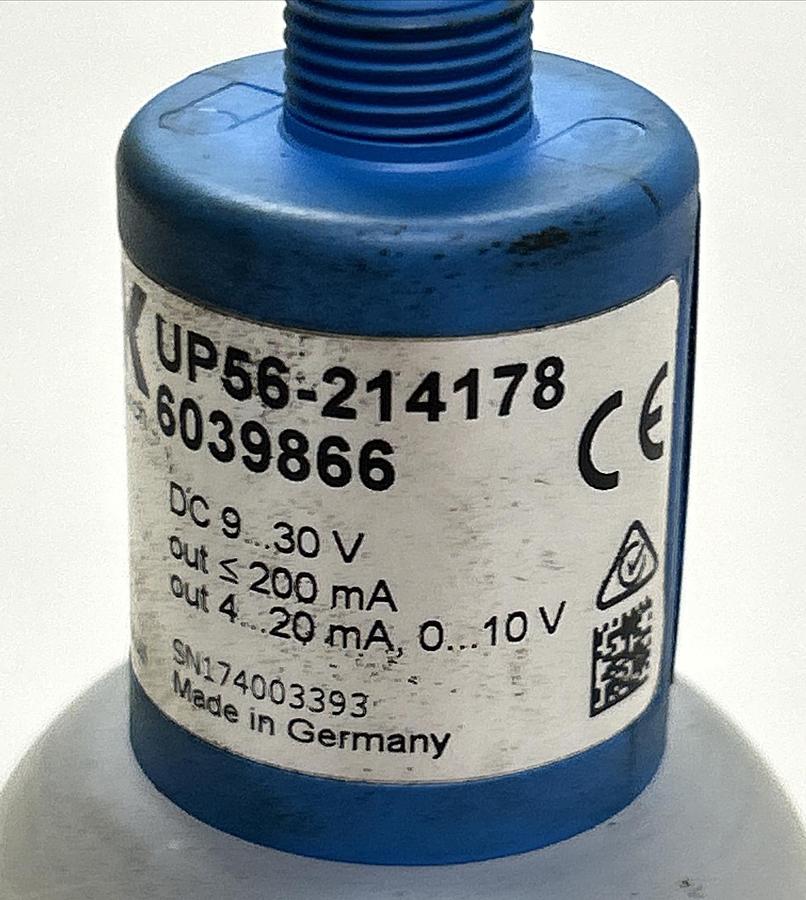 K
UP56-214178
6039866
CE
DC 9...30 V
out ≤ 200 mA
out 4...20 mA, 0...10 V
SN174003393
Made in Germany